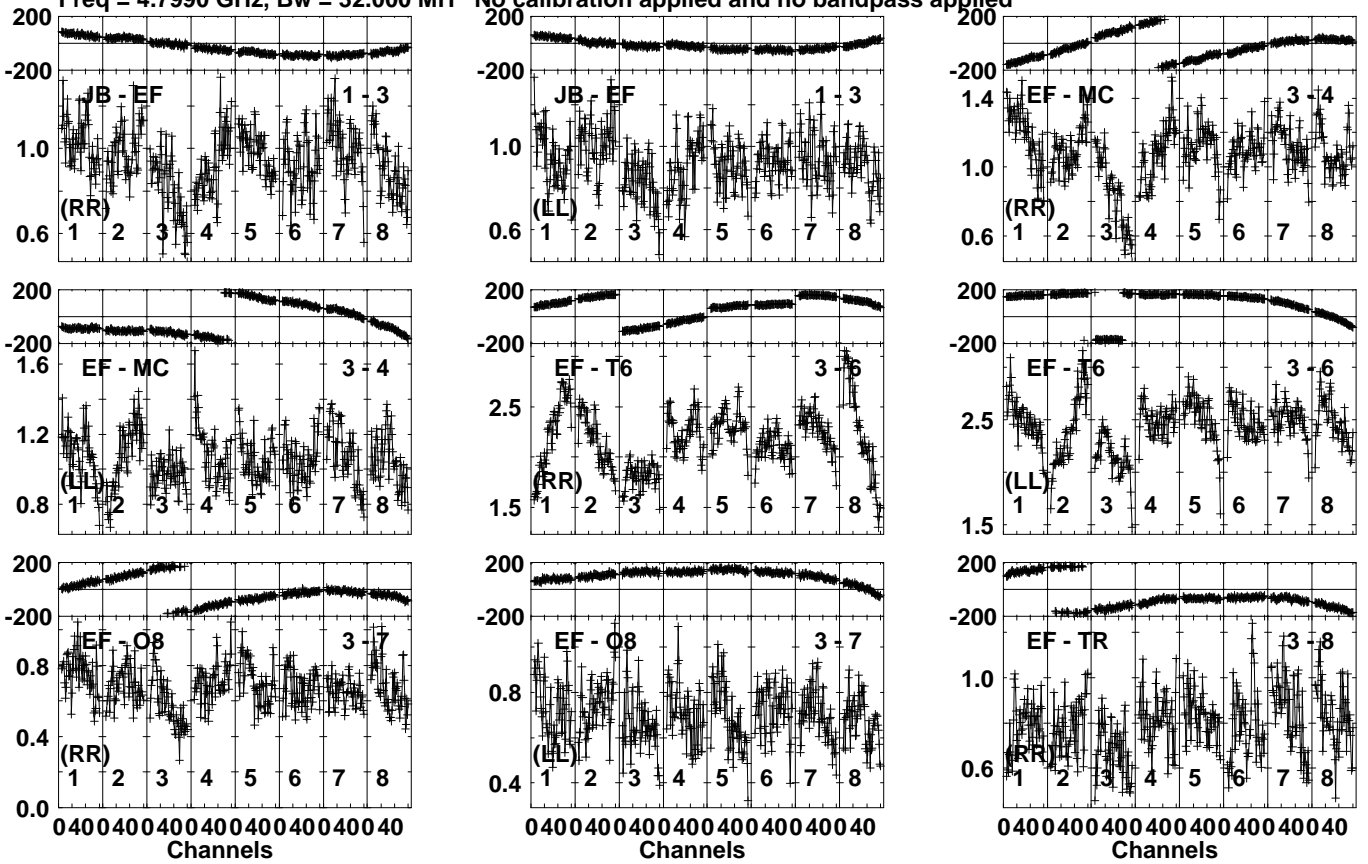 Freq = 4.7990 GHz, Bw = 32.000 MH No calibration applied and no bandpass applied
200 200 200
-200 -200 -200
JB - EF 1 - 3 JB - EF 1 - 3 EF - MC 3 - 4
1.4
1.0 1.0 1.0
(RR) (LL) (RR)
0.6 0.6 0.6
1 2 3 4 5 6 7 8 1 2 3 4 5 6 7 8 1 2 3 4 5 6 7 8
200 200 200
-200 -200 -200
EF - MC 3 - 4 EF - T6 3 - 6 EF - T6 3 - 6
1.6
1.2 2.5 2.5
(LL) (RR) (LL)
0.8 1.5 1.5
1 2 3 4 5 6 7 8 1 2 3 4 5 6 7 8 1 2 3 4 5 6 7 8
200 200 200
-200 -200 -200
EF - O8 3 - 7 EF - O8 3 - 7 EF - TR 3 - 8
0.8 0.8 1.0
0.4 0.4 0.6
(RR) (LL) (RR)
1 2 3 4 5 6 7 8 1 2 3 4 5 6 7 8 1 2 3 4 5 6 7 8
0.0
0 40 0 40 0 40 0 40 0 40 0 40 0 40 0 40 0 40 0 40 0 40 0 40 0 40 0 40 0 40 0 40 0 40 0 40 0 40 0 40 0 40 0 40 0 40 0 40
Channels Channels Channels